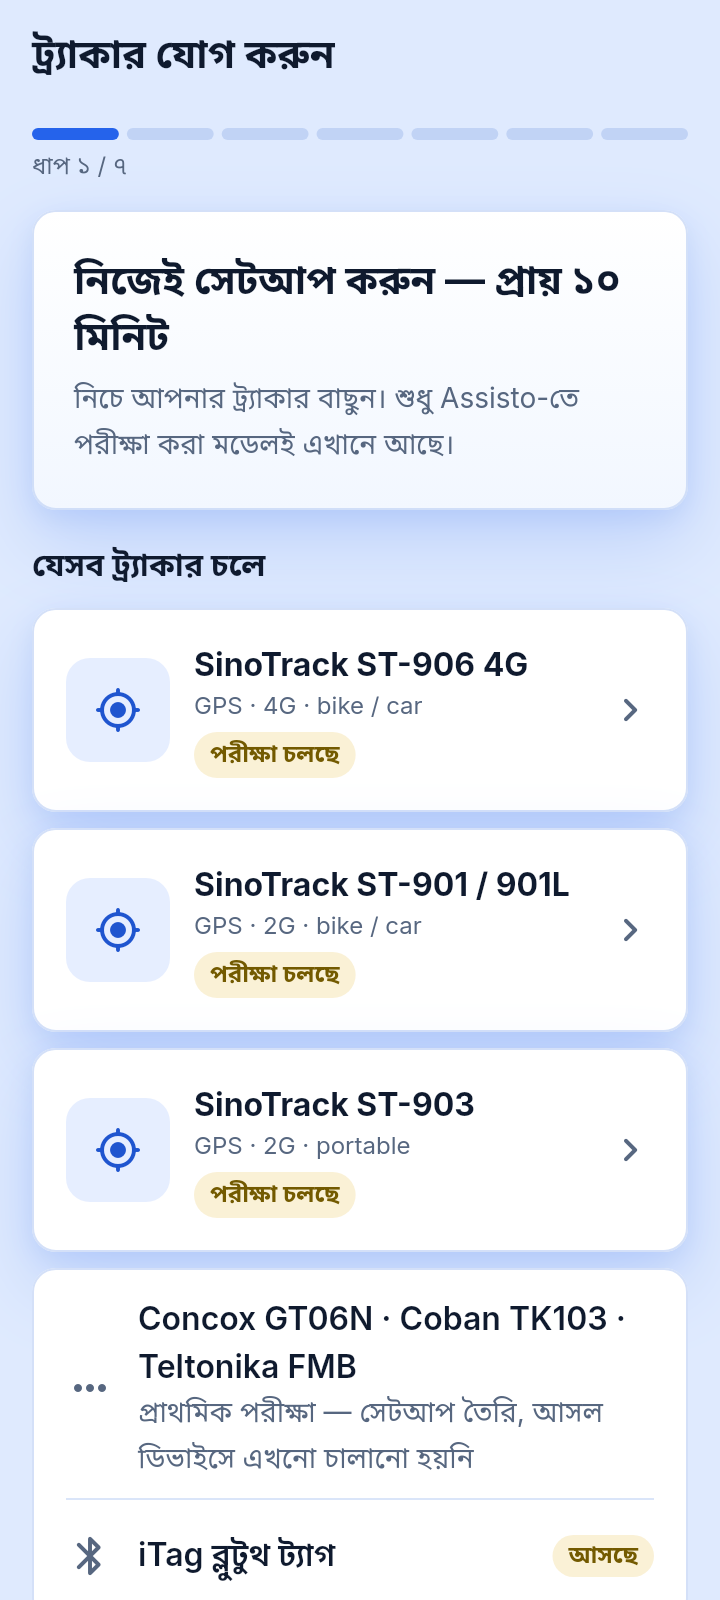 ট্র্যাকার যোগ করুন
ধাপ ১ / ৭
নিজেই সেটআপ করুন — প্রায় ১০
মিনিট
নিচে আপনার ট্র্যাকার বাছুন। শুধু Assisto-তে
পরীক্ষা করা মডেলই এখানে আছে।
যেসব ট্র্যাকার চলে
SinoTrack ST-906 4G
GPS · 4G · bike / car
পরীক্ষা চলছে
SinoTrack ST-901 / 901L
GPS · 2G · bike / car
পরীক্ষা চলছে
SinoTrack ST-903
GPS · 2G · portable
পরীক্ষা চলছে
Concox GT06N · Coban TK103 ·
Teltonika FMB
প্রাথমিক পরীক্ষা — সেটআপ তৈরি, আসল
ডিভাইসে এখনো চালানো হয়নি
iTag ব্লুটুথ ট্যাগ
আসছে